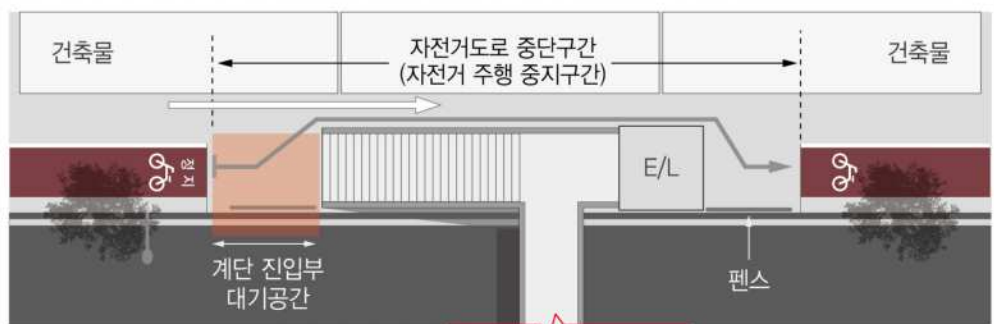 건축물
자전거도로 중단구간
(자전거 주행 중지구간)
건축물
정지
E/L
계단 진입부
대기공간
펜스